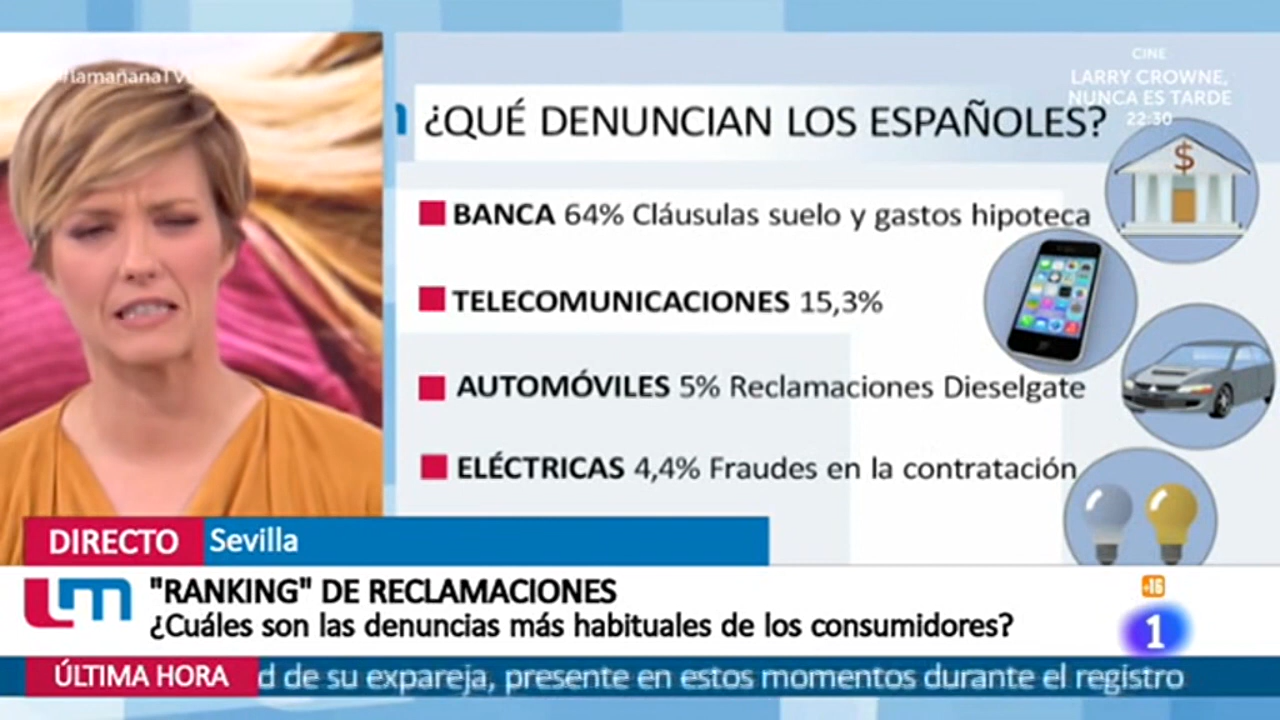 #lamañanaTV
CINE
LARRY CROWNE,
NUNCA ES TARDE
22:30
¿QUÉ DENUNCIAN LOS ESPAÑOLES?
BANCA 64% Cláusulas suelo y gastos hipoteca
TELECOMUNICACIONES 15,3%
AUTOMÓVILES 5% Reclamaciones Dieselgate
ELÉCTRICAS 4,4% Fraudes en la contratación
DIRECTO Sevilla
"RANKING" DE RECLAMACIONES
¿Cuáles son las denuncias más habituales de los consumidores?
+16
1
ÚLTIMA HORA d de su expareja, presente en estos momentos durante el registro